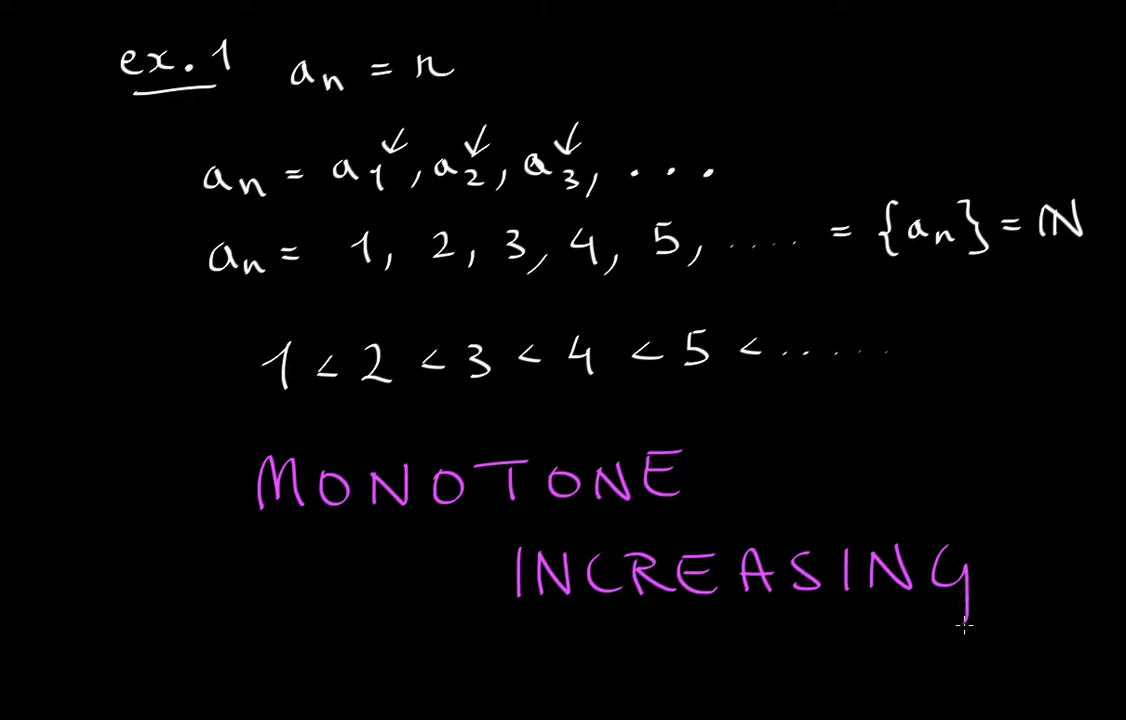 ex. 1 aₙ = n
aₙ = a₁, a₂, a₃, . . .
aₙ = 1, 2, 3, 4, 5, ..... = {aₙ} = ℕ
1 < 2 < 3 < 4 < 5 < .....
MONOTONE
INCREASING